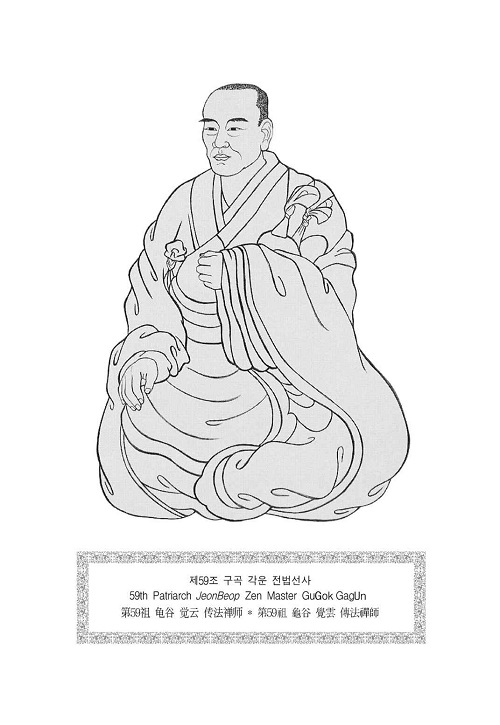 제59조 구곡 각운 전법선사
59th Patriarch JeonBeop Zen Master GuGok GagUn
第59祖 龟谷 觉云 传法禅师 * 第59祖 龜谷 覺雲 傳法禪師